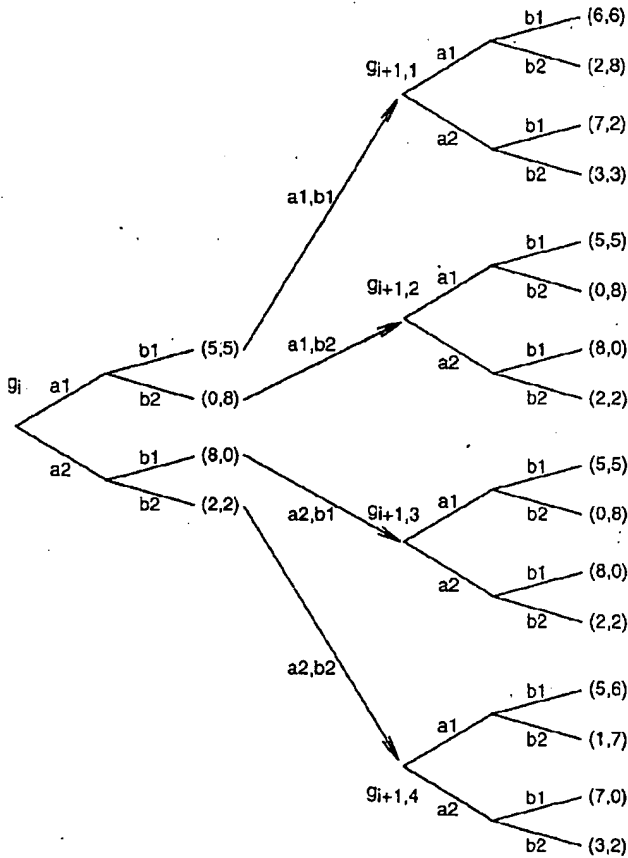 b1 (6,6)
a1
b2 (2,8)
gi+1,1
b1 (7,2)
a2
b2 (3,3)
a1,b1
b1 (5,5)
a1
b2 (0,8)
gi+1,2
b1 (8,0)
a2
b2 (2,2)
a1,b2
b1 (5,5)
gi a1
b2 (0,8)
b1 (8,0)
a2
b2 (2,2)
a2,b1
b1 (5,5)
a1
gi+1,3
b2 (0,8)
b1 (8,0)
a2
b2 (2,2)
a2,b2
b1 (5,6)
a1
b2 (1,7)
gi+1,4
b1 (7,0)
a2
b2 (3,2)